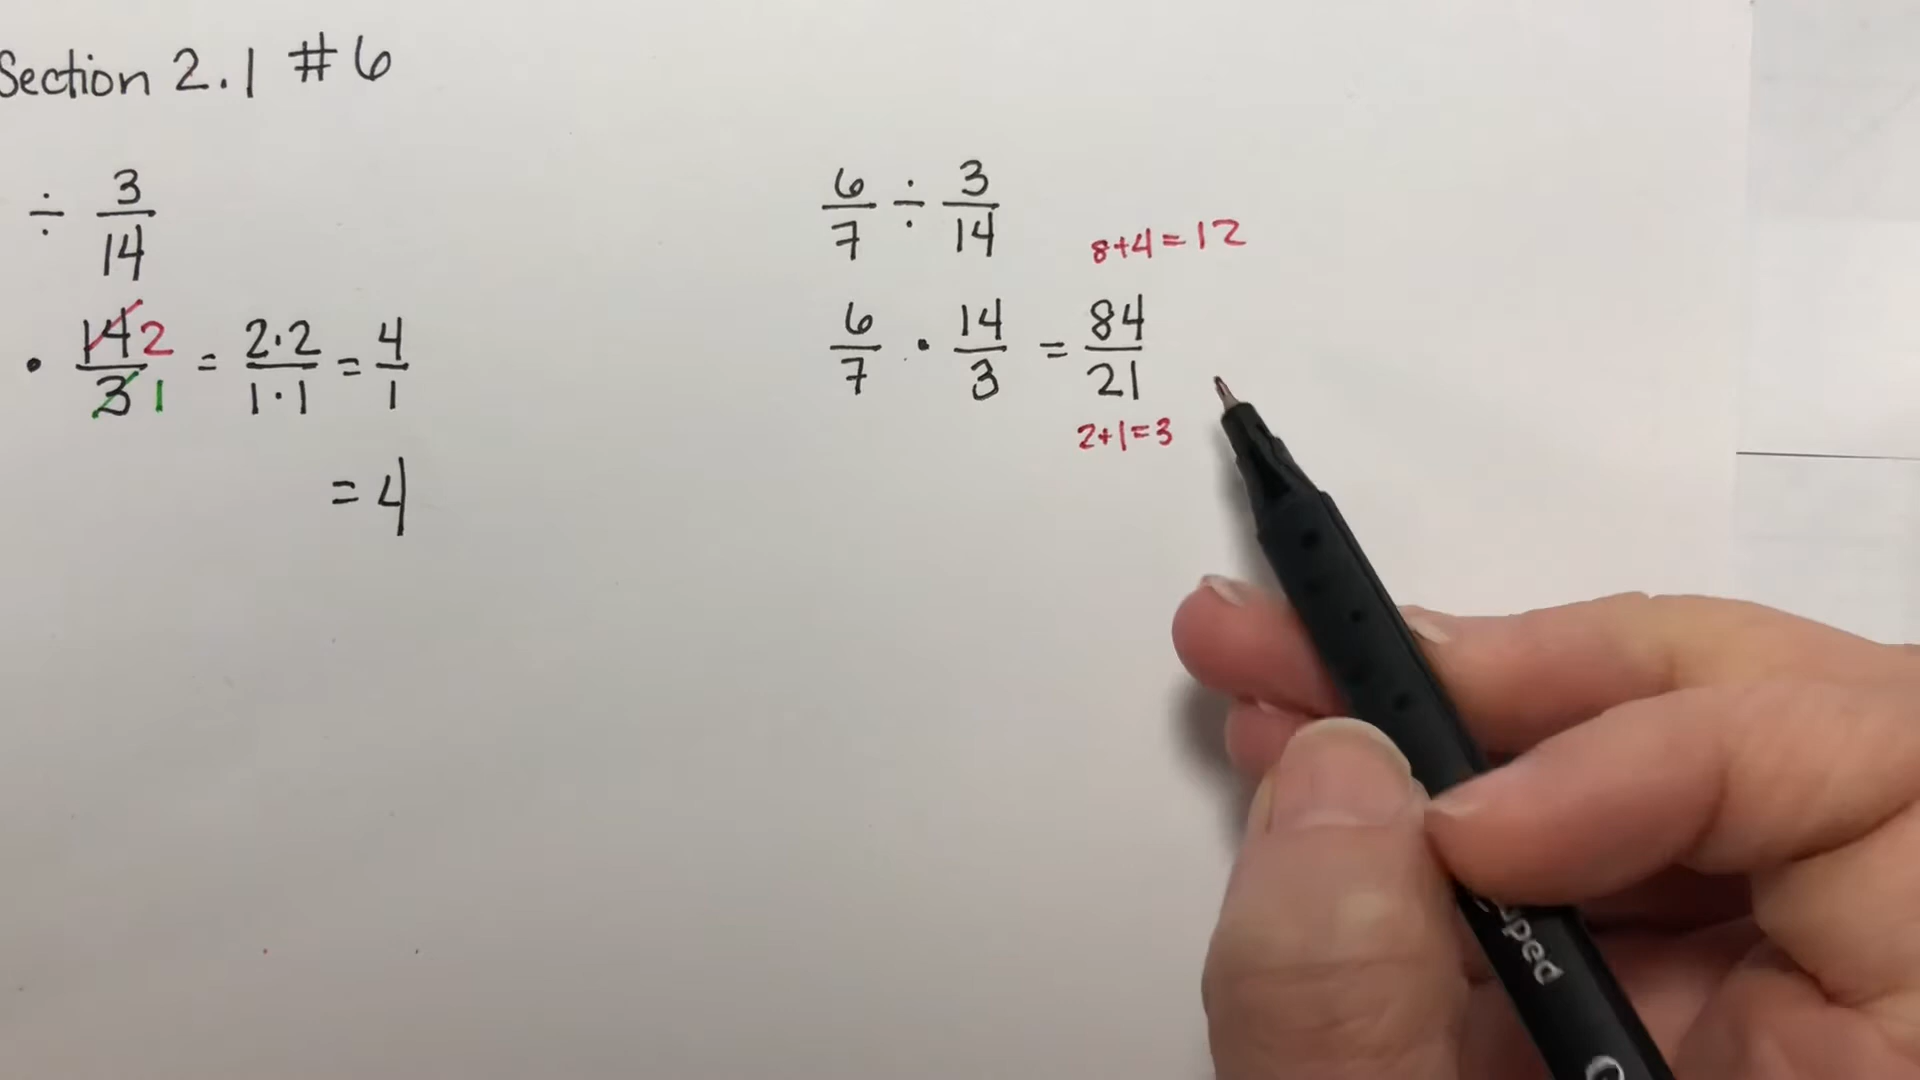 Section 2.1 #6
÷ 3/14
· 14 2/3 1 = 2·2/1·1 = 4/1
= 4
6/7 ÷ 3/14
8+4=12
6/7 · 14/3 = 84/21
2+1=3